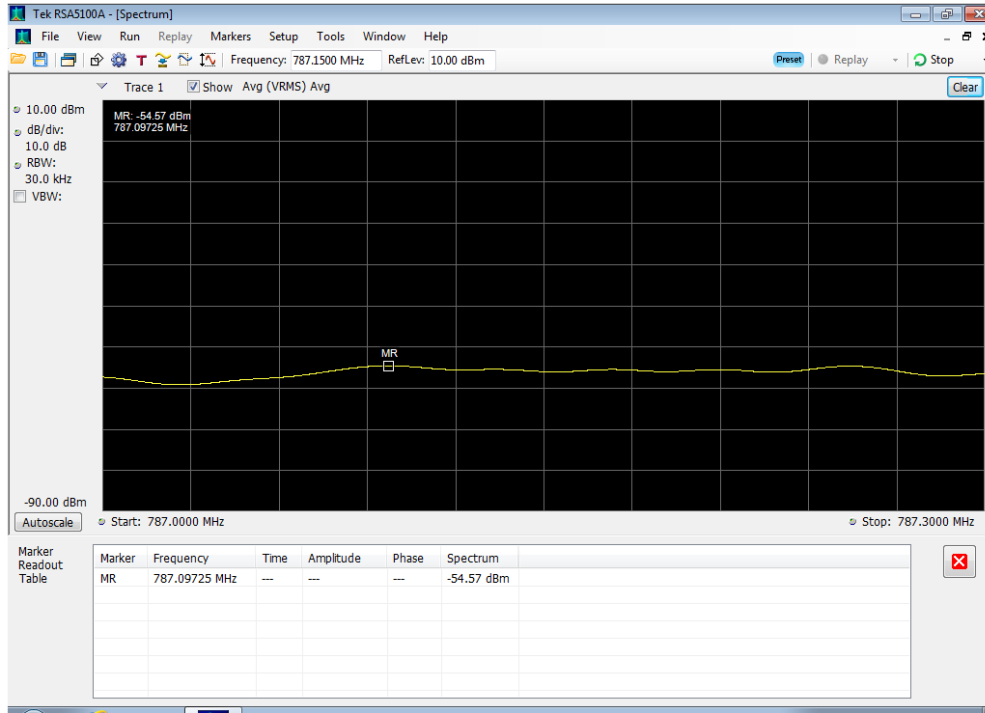 Tek RSA5100A - [Spectrum]
File View Run Replay Markers Setup Tools Window Help
Frequency: 787.1500 MHz RefLev: 10.00 dBm Preset Replay Stop
Trace 1 Show Avg (VRMS) Avg Clear
10.00 dBm
dB/div:
10.0 dB
RBW:
30.0 kHz
VBW:
MR: -54.57 dBm
787.09725 MHz
MR
-90.00 dBm
Autoscale Start: 787.0000 MHz Stop: 787.3000 MHz
Marker
Readout
Table
Marker Frequency Time Amplitude Phase Spectrum
MR 787.09725 MHz --- --- --- -54.57 dBm